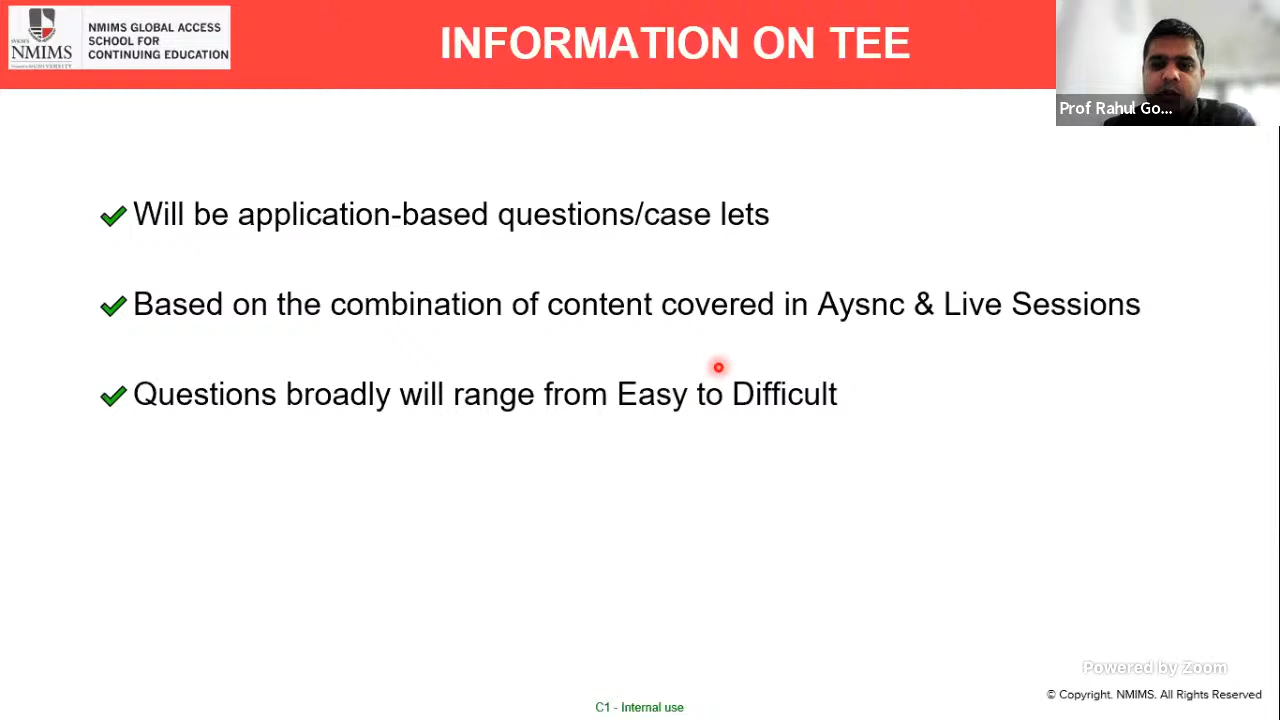 NMIMS GLOBAL ACCESS
SCHOOL FOR
CONTINUING EDUCATION
NMIMS
INFORMATION ON TEE
Prof Rahul Go...
Will be application-based questions/case lets
Based on the combination of content covered in Aysnc & Live Sessions
Questions broadly will range from Easy to Difficult
Powered by Zoom
© Copyright. NMIMS. All Rights Reserved
C1 - Internal use